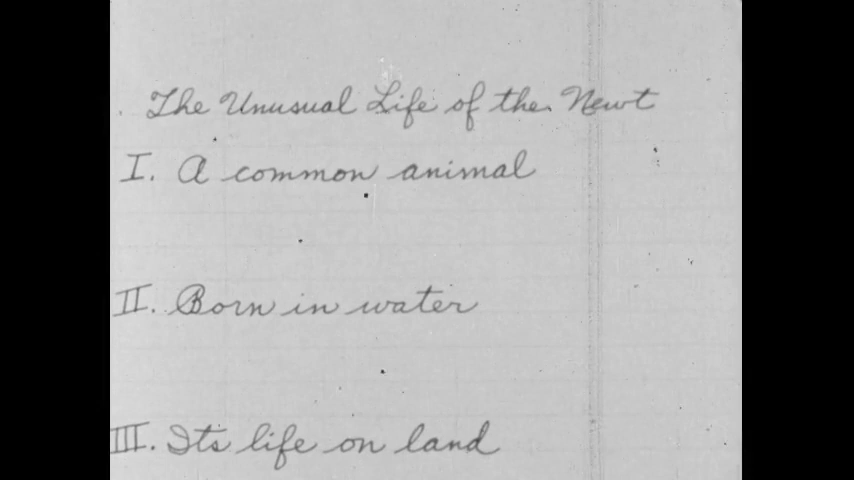 The Unusual Life of the Newt
I. A common animal
II. Born in water
III. Its life on land